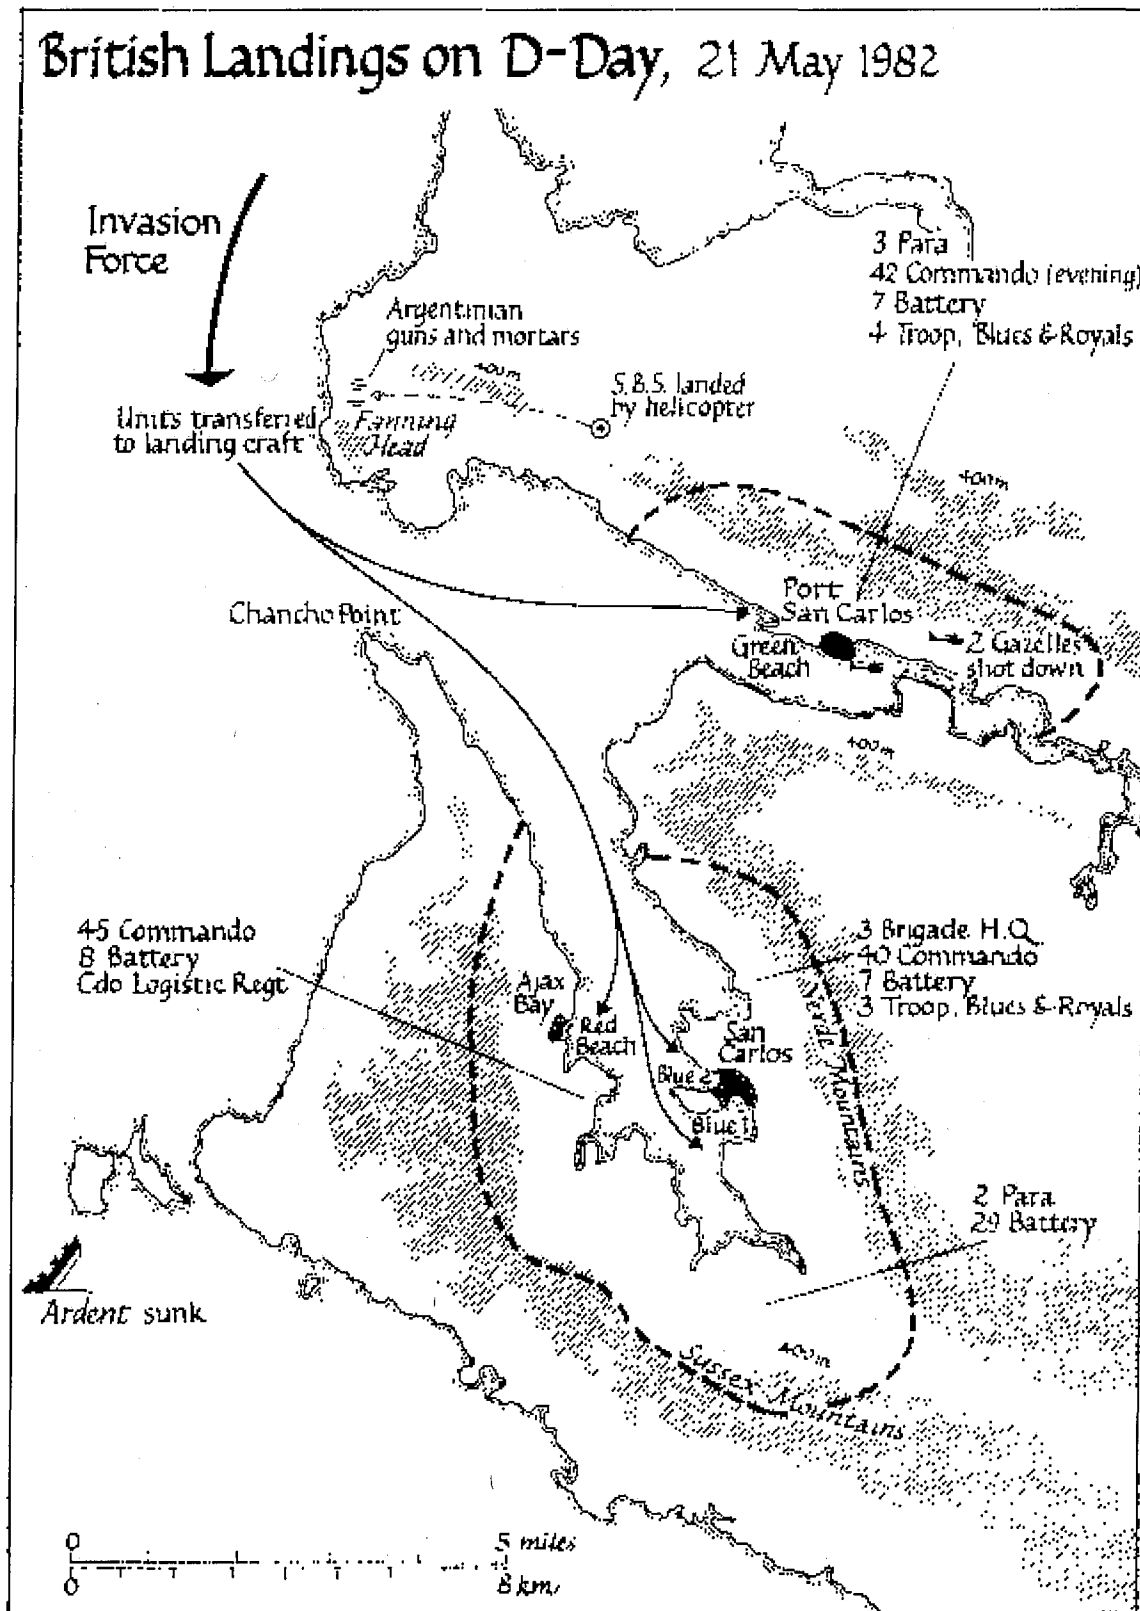 British Landings on D-Day, 21 May 1982
Invasion
Force
3 Para
42 Commando (evening)
7 Battery
4 Troop, Blues & Royals
Argentinian
guns and mortars
400m
S.B.S. landed
by helicopter
Units transferred
to landing craft
Fanning
Head
400m
Port
San Carlos
Chancho Point
Green
Beach
2 Gazelles
shot down
400m
45 Commando
8 Battery
Cdo Logistic Regt
3 Brigade H.Q.
40 Commando
7 Battery
3 Troop, Blues & Royals
Ajax
Bay
Red
Beach
San
Carlos
Blue 2
Blue 1
Verde Mountains
2 Para
29 Battery
Ardent sunk
400m
Sussex Mountains
0 5 miles
0 8 km